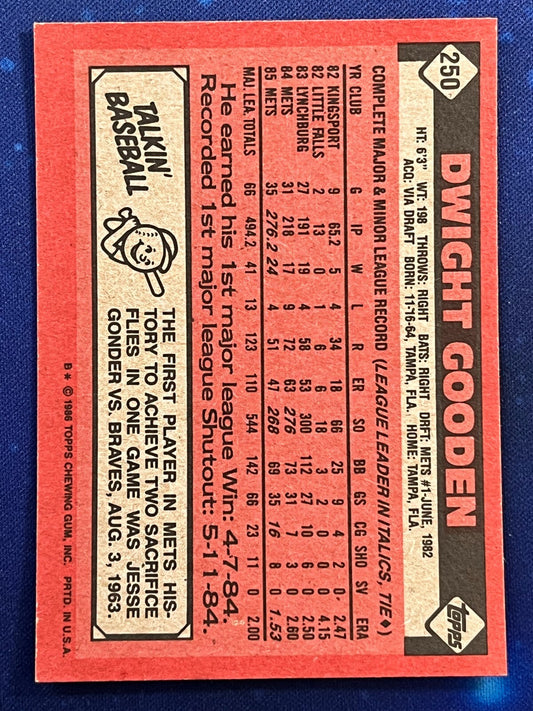 250
DWIGHT GOODEN
topps
HT: 6'3" WT: 198 THROWS: RIGHT BATS: RIGHT DRFT: METS #1-JUNE, 1982
ACQ: VIA DRAFT BORN: 11-16-64, TAMPA, FLA. HOME: TAMPA, FLA.
COMPLETE MAJOR & MINOR LEAGUE RECORD (LEAGUE LEADER IN ITALICS, TIE♦)
YR CLUB G IP W L R ER SO BB GS CG SHO SV ERA
82 KINGSPORT 9 65.2 5 4 34 18 66 25 9 4 2 0 2.47
82 LITTLE FALLS 2 13 0 1 6 6 18 3 2 0 0 0 4.15
83 LYNCHBURG 27 191 19 4 58 53 300 112 27 10 6 0 2.50
84 METS 31 218 17 9 72 63 276 73 31 7 3 0 2.60
85 METS 35 276.2 24 4 51 47 268 69 35 16 8 0 1.53
MAJ. LEA. TOTALS 66 494.2 41 13 123 110 544 142 66 23 11 0 2.00
He earned his 1st major league Win: 4-7-84.
Recorded 1st major league Shutout: 5-11-84.
TALKIN'
BASEBALL
THE FIRST PLAYER IN METS HIS-
TORY TO ACHIEVE TWO SACRIFICE
FLIES IN ONE GAME WAS JESSE
GONDER VS. BRAVES, AUG. 3, 1963.
B* © 1986 TOPPS CHEWING GUM, INC. PRTD. IN U.S.A.